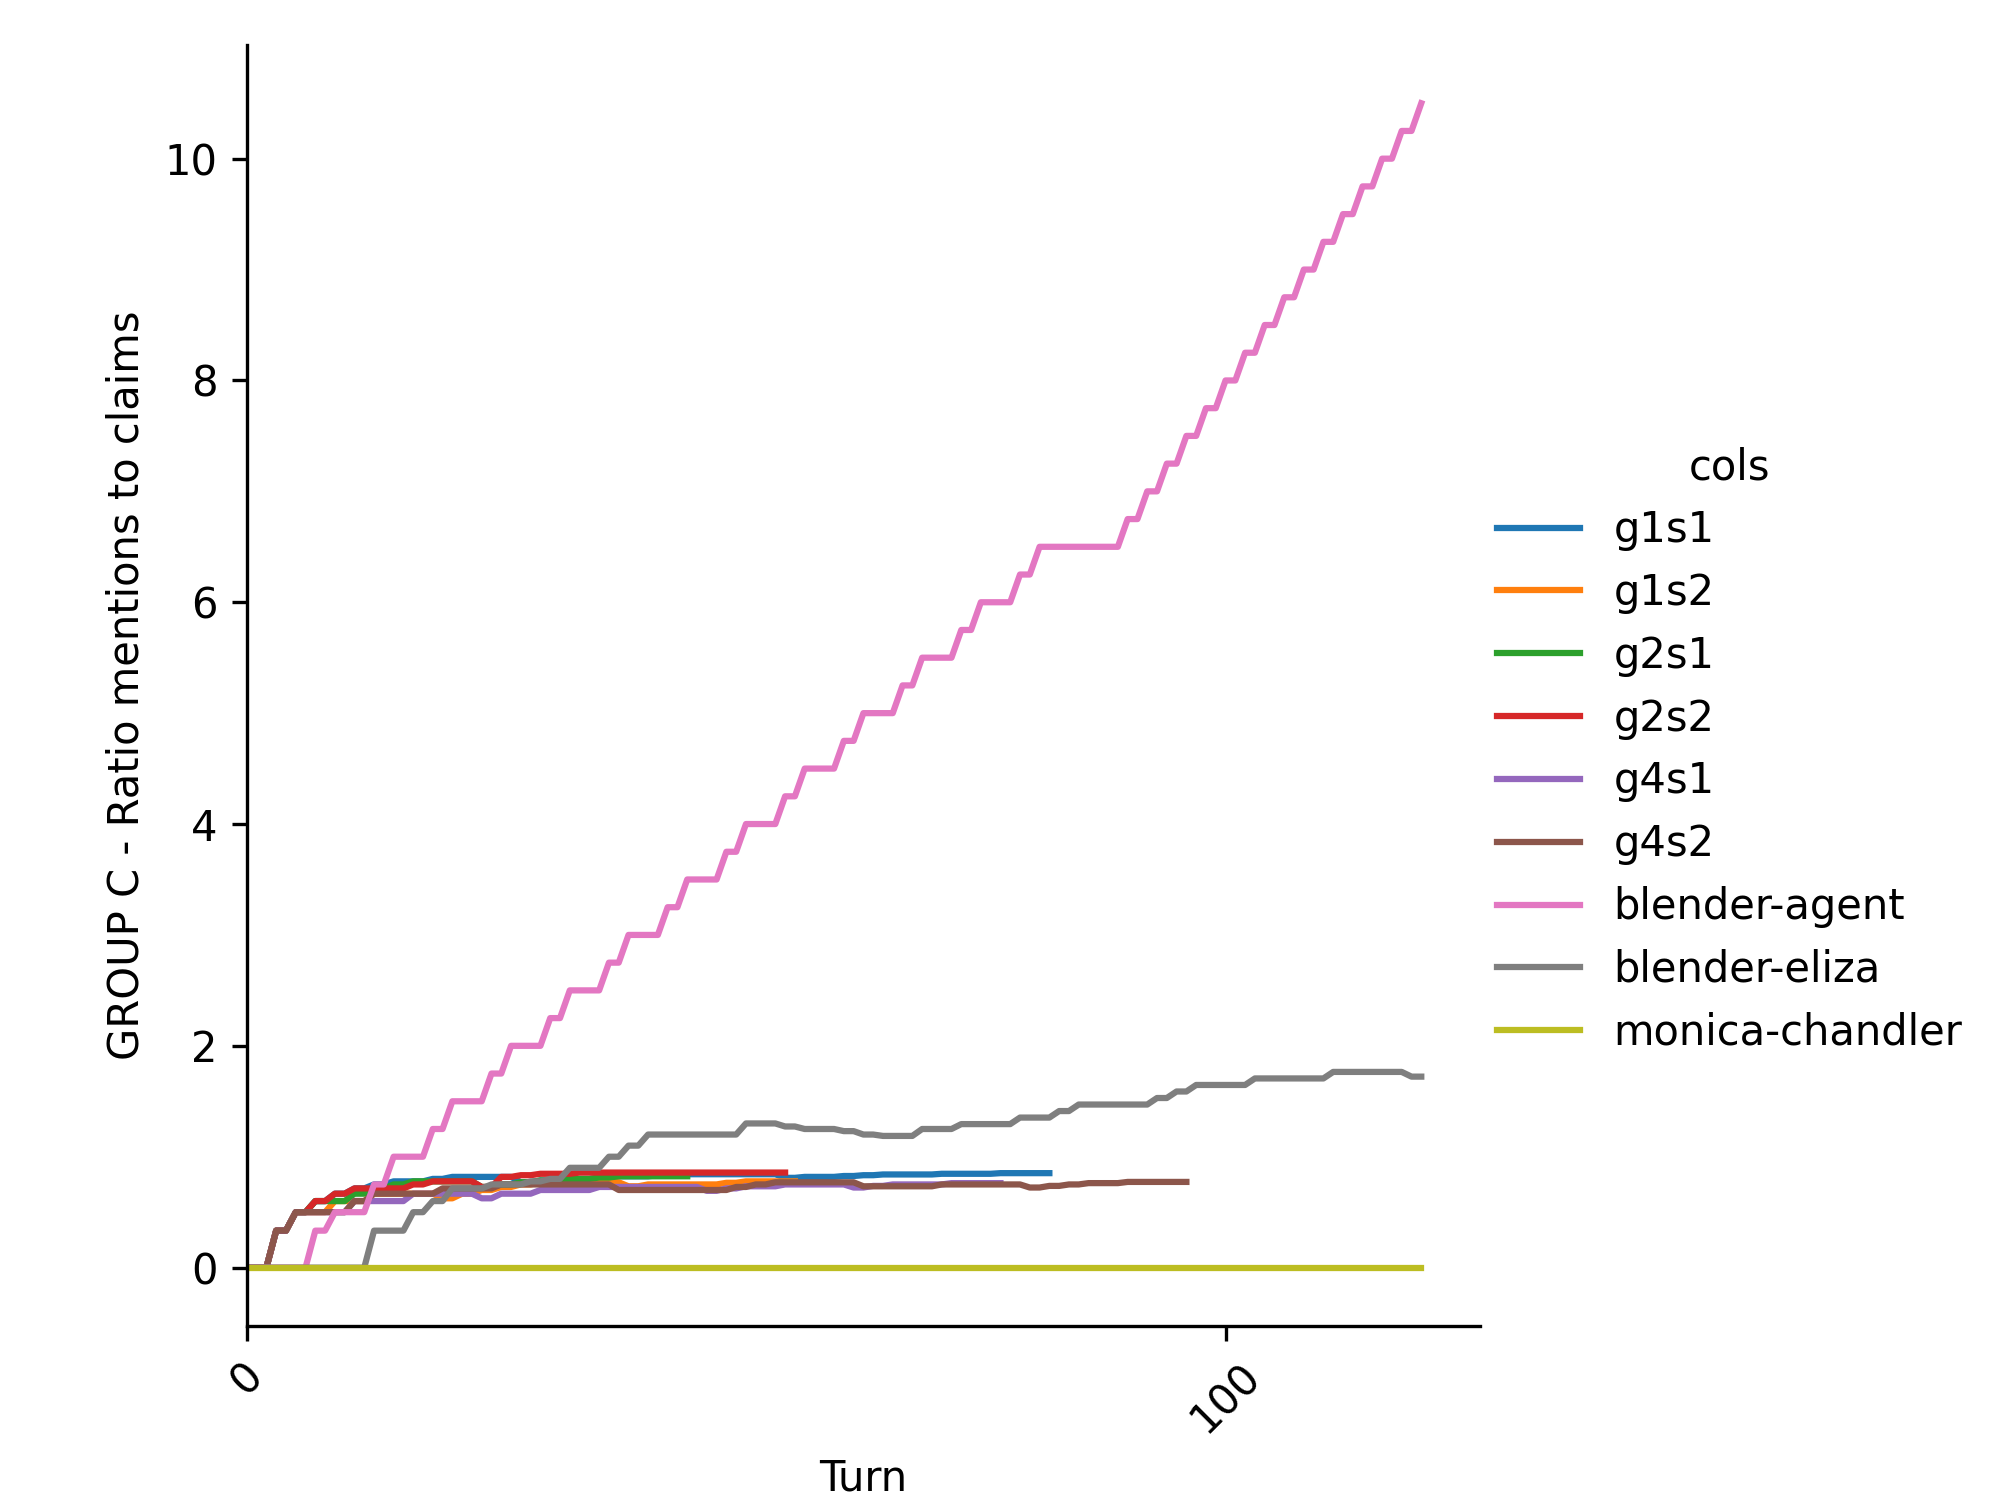 GROUP C - Ratio mentions to claims
10
8
6
4
2
0
0
100
Turn
cols
g1s1
g1s2
g2s1
g2s2
g4s1
g4s2
blender-agent
blender-eliza
monica-chandler